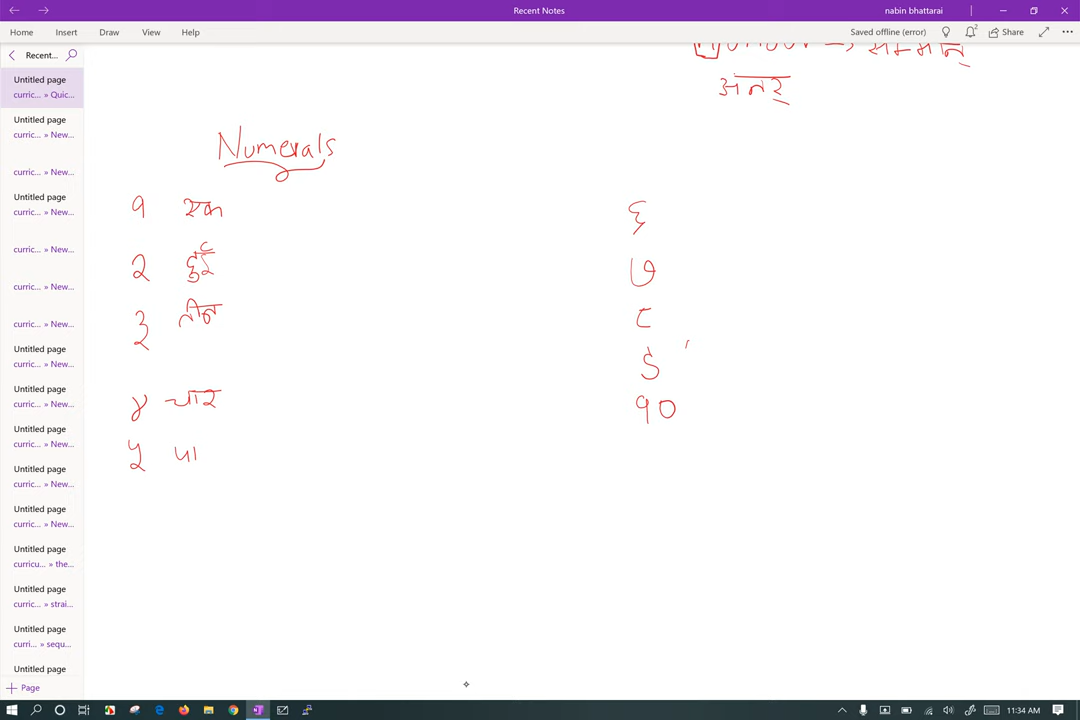 Recent Notes
nabin bhattarai
Home Insert Draw View Help
Saved offline (error)
Share
Recent...
Untitled page
curric... » Quic...
Untitled page
curric... » New...
curric... » New...
Untitled page
curric... » New...
curric... » New...
curric... » New...
curric... » New...
Untitled page
curric... » New...
Untitled page
curric... » New...
Untitled page
curric... » New...
Untitled page
curric... » New...
Untitled page
curric... » New...
Untitled page
curricu... » the...
Untitled page
curric... » strai...
Untitled page
curric... » sequ...
Untitled page
Page
अनर
Numerals
१ एक
२ दुई
३ तीन
४ चार
५ पा
६
७
८
९
१०
11:34 AM